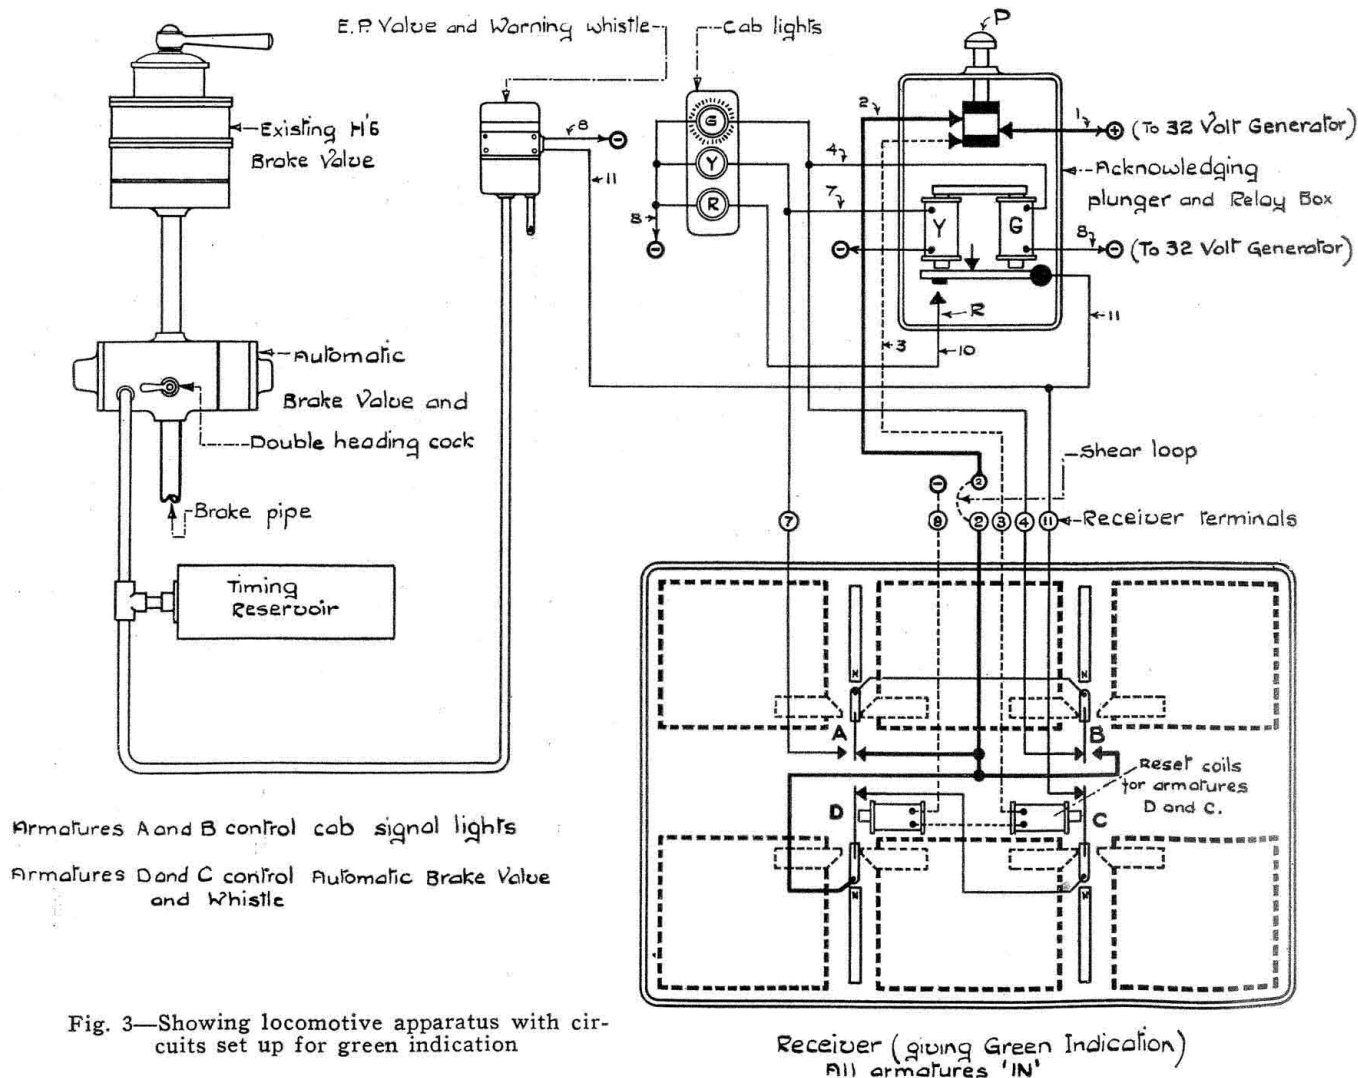 E.P. Valve and Warning whistle
Cab lights
P
Existing H'6
Brake Valve
8
11
G
Y
R
8
2
1
(To 32 Volt Generator)
4
3
7
Acknowledging
plunger and Relay Box
Y
G
8
(To 32 Volt Generator)
R
10
11
Automatic
Brake Valve and
Double heading cock
Brake pipe
Shear loop
2
7
9
2
3
4
11
Receiver terminals
Timing
Reservoir
N
N
A
B
Reset coils
for armatures
D and C.
D
C
N
N
Armatures A and B control cab signal lights
Armatures D and C control Automatic Brake Valve
and Whistle
Fig. 3—Showing locomotive apparatus with cir-
cuits set up for green indication
Receiver (giving Green Indication)
All armatures 'IN'